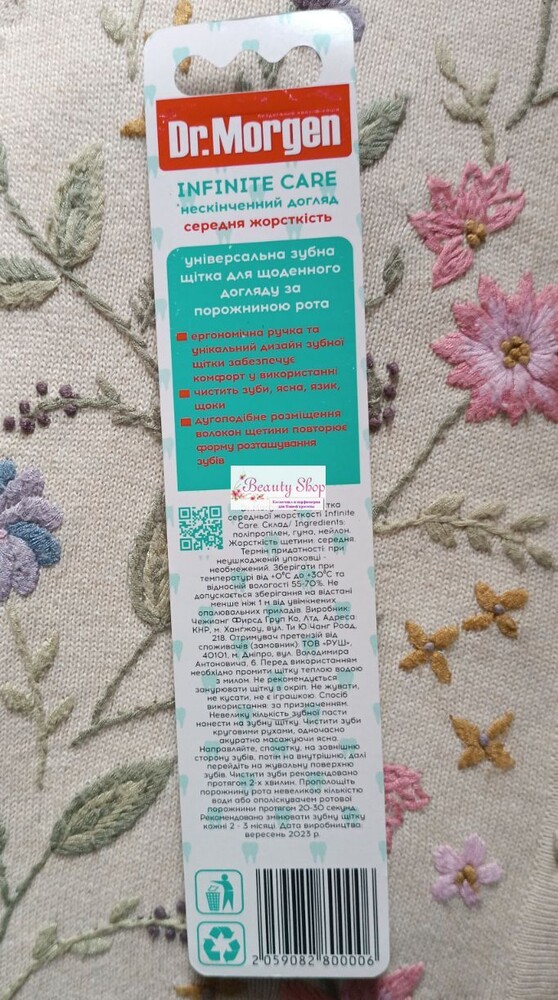 Dr.Morgen
INFINITE CARE
*нескінченний догляд
середня жорсткість
універсальна зубна
щітка для щоденного
догляду за
порожниною рота
ергономічна ручка та
унікальний дизайн зубної
щітки забезпечує
комфорт у використанні
чистить зуби, ясна, язик,
щоки
дугоподібне розміщення
волокон щетини повторює
форму розташування
зубів
Beauty Shop
тка
середньої жорсткості Infinite
Care. Склад/ Ingredients:
поліпропілен, гума, нейлон.
Жорсткість щетини: середня.
Термін придатності: при
неушкодженій упаковці -
необмежений. Зберігати при
температурі від +0°C до +30°C та
відносній вологості 55-70%. Не
допускається зберігання на відстані
менше ніж 1 м від увімкнених
опалювальних приладів. Виробник:
Чежианг Фирсд Груп Ко, Лтд. Адреса:
КНР, м. Хангжоу, вул. Ти Ю Чанг Роад,
218. Отримувач претензій від
споживачів (замовник): ТОВ «РУШ»,
40101, м. Дніпро, вул. Володимира
Антоновича, 6. Перед використанням
необхідно промити щітку теплою водою
з милом. Не рекомендується
занурювати щітку в окріп. Не жувати,
не кусати, не є іграшкою. Спосіб
використання: за призначенням.
Невелику кількість зубної пасти
нанести на зубну щітку. Чистити зуби
круговими рухами, одночасно
акуратно масажуючи ясна.
Направляйте, спочатку, на зовнішню
сторону зубів, патім на внутрішню, далі
перейдіть на жувальну поверхню
зубів. Чистити зуби рекомендовано
протягом 2-х хвилин. Прополощіть
порожнину рота невеликою кількістю
води або ополіскувачем ротової
порожнини протягом 20-30 секунд.
Рекомендовано змінювати зубну щітку
кожні 2 - 3 місяці. Дата виробництво:
вересень 2023 р.
2 059082 800006